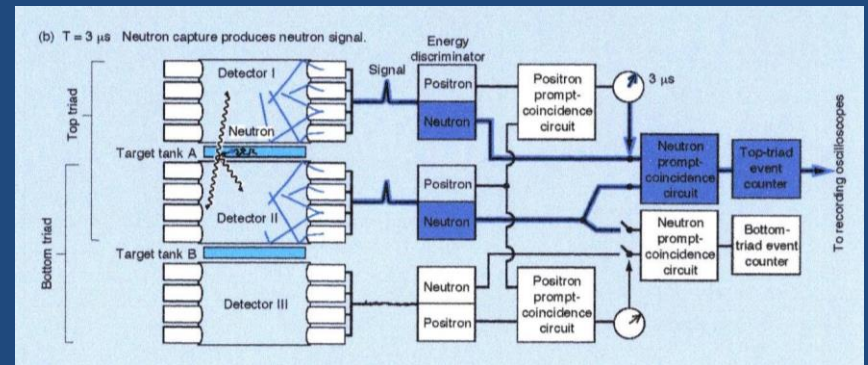 (b) T = 3 μs Neutron capture produces neutron signal.
Energy
discriminator
Detector I
Signal
Positron
Neutron
Positron
prompt-
coincidence
circuit
3 μs
Top triad
Neutron
Target tank A
Neutron
prompt-
coincidence
circuit
Top-triad
event
counter
To recording oscilloscopes
Positron
Neutron
Detector II
Bottom triad
Target tank B
Neutron
prompt-
coincidence
circuit
Bottom-
triad event
counter
Detector III
Neutron
Positron
Positron
prompt-
coincidence
circuit